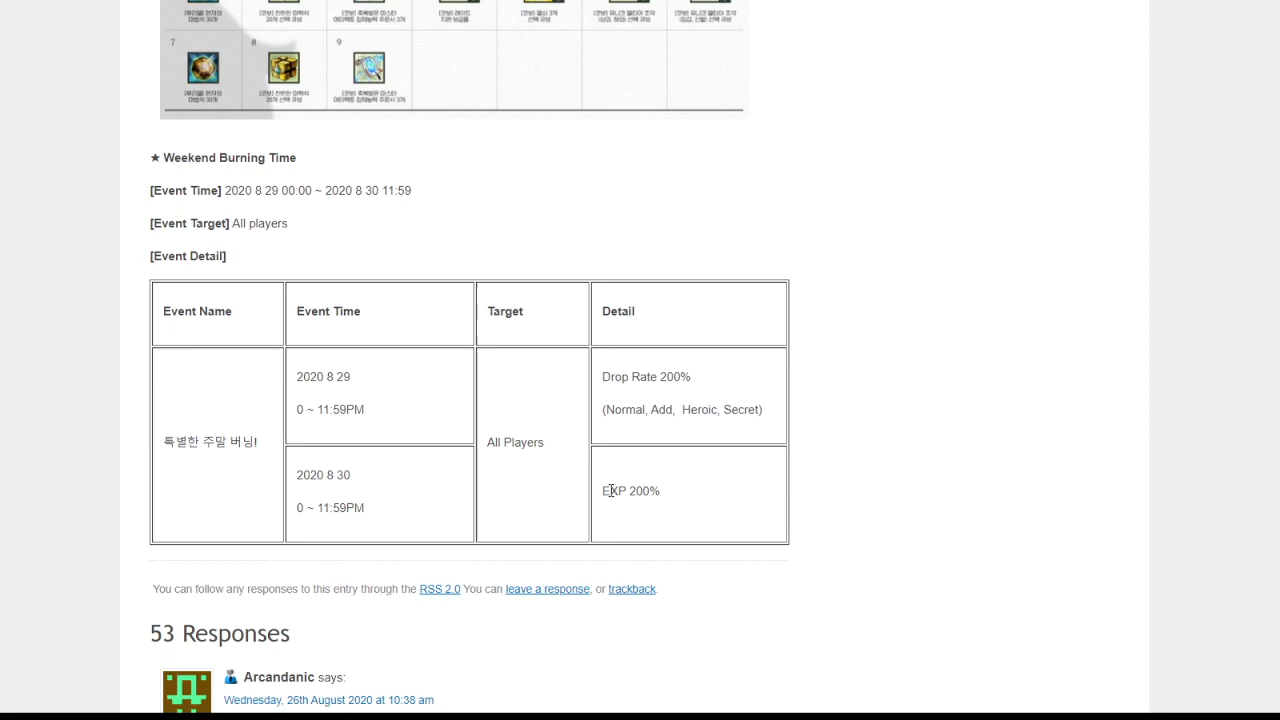 7
8
9
★ Weekend Burning Time
[Event Time] 2020 8 29 00:00 ~ 2020 8 30 11:59
[Event Target] All players
[Event Detail]
Event Name
Event Time
Target
Detail
특별한 주말 버닝!
2020 8 29
0 ~ 11:59PM
All Players
Drop Rate 200%
(Normal, Add, Heroic, Secret)
2020 8 30
0 ~ 11:59PM
EXP 200%
You can follow any responses to this entry through the RSS 2.0 You can leave a response, or trackback.
53 Responses
Arcandanic says:
Wednesday, 26th August 2020 at 10:38 am